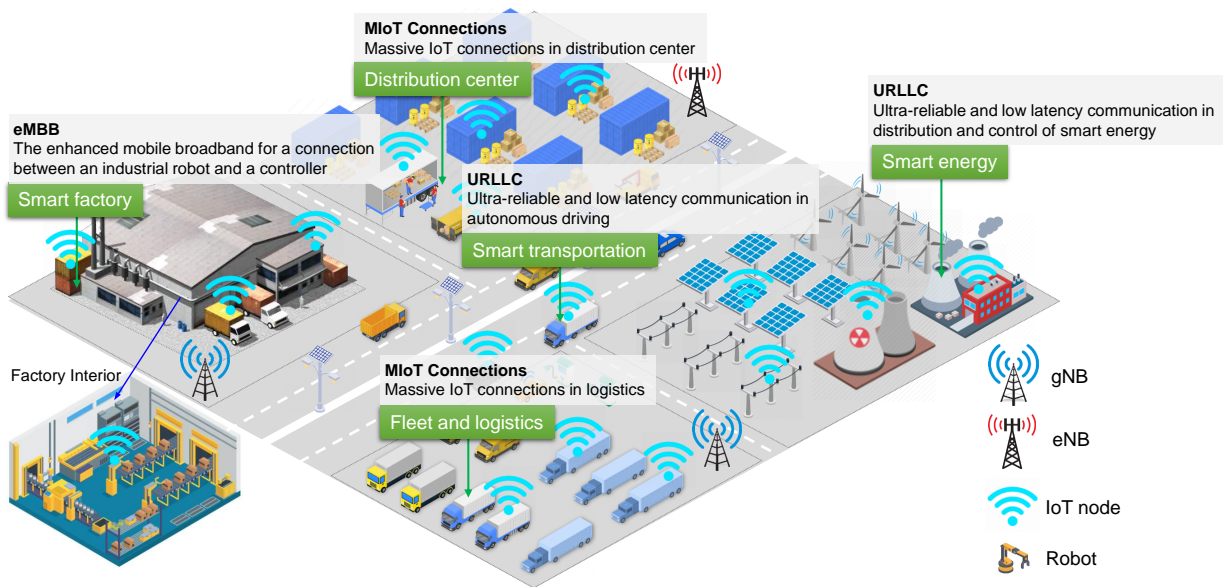 MIoT Connections
Massive IoT connections in distribution center
Distribution center
URLLC
Ultra-reliable and low latency communication in
distribution and control of smart energy
Smart energy
eMBB
The enhanced mobile broadband for a connection
between an industrial robot and a controller
Smart factory
URLLC
Ultra-reliable and low latency communication in
autonomous driving
Smart transportation
MIoT Connections
Massive IoT connections in logistics
Fleet and logistics
Factory Interior
gNB
eNB
IoT node
Robot